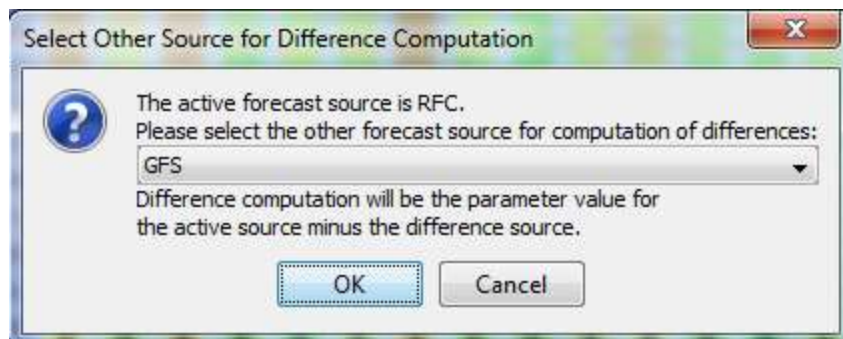 Select Other Source for Difference Computation
The active forecast source is RFC.
Please select the other forecast source for computation of differences:
GFS
Difference computation will be the parameter value for
the active source minus the difference source.
OK Cancel